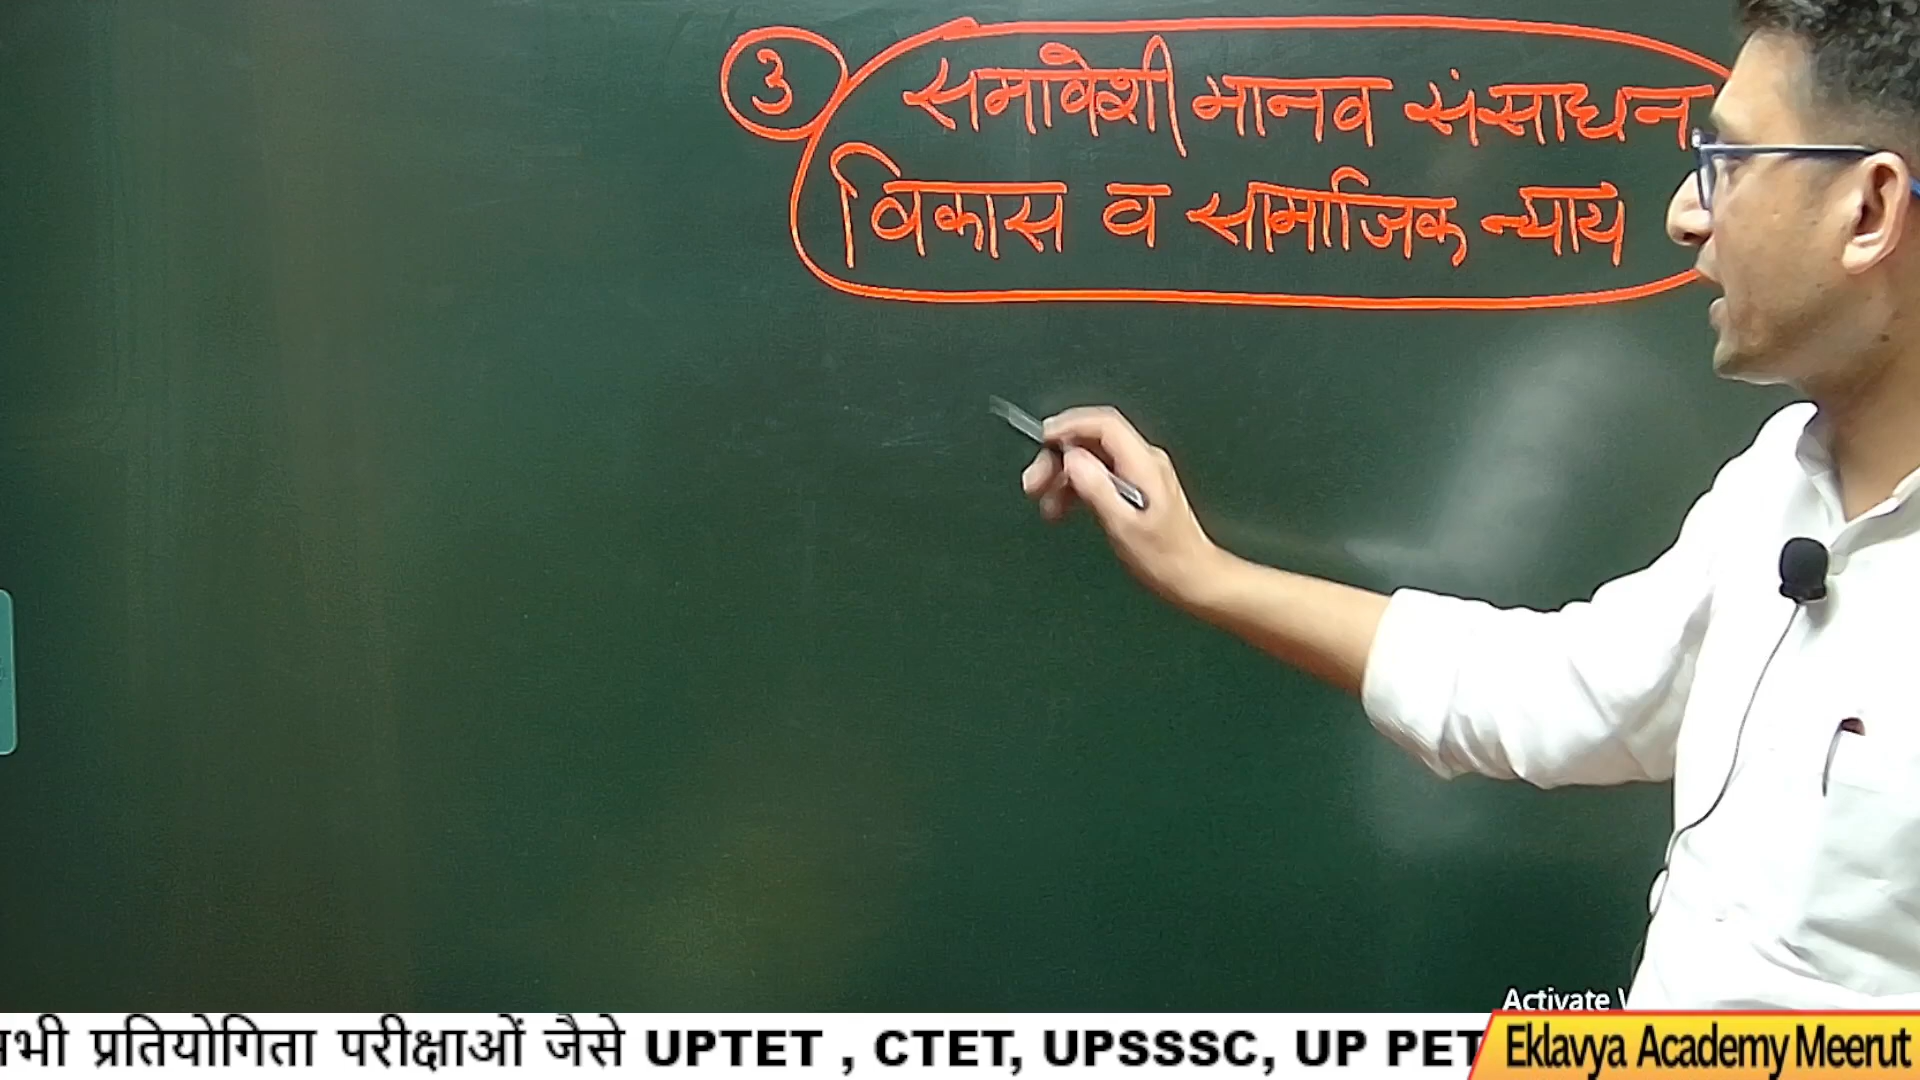 3
समावेशी मानव संसाधन
विकास व सामाजिक न्याय
Activate
प्रतियोगिता परीक्षाओं जैसे UPTET , CTET, UPSSSC, UP PET
Eklavya Academy Meerut